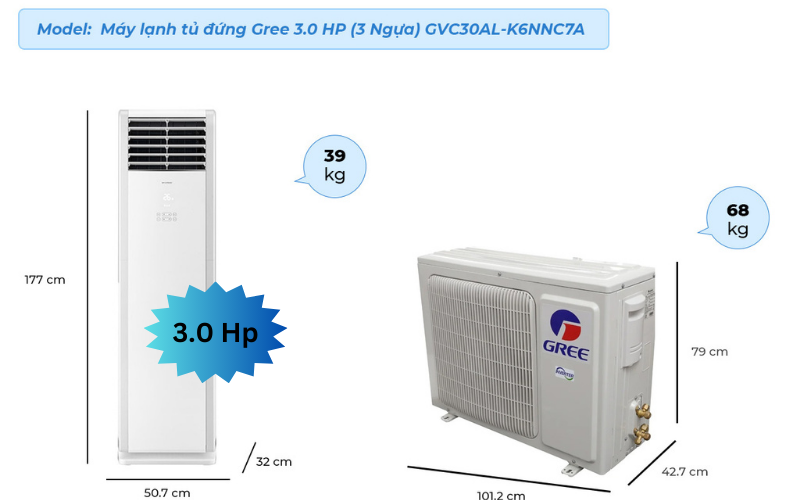 Model: Máy lạnh tủ đứng Gree 3.0 HP (3 Ngựa) GVC30AL-K6NNC7A
39
kg
68
kg
177 cm
3.0 Hp
GREE
79 cm
32 cm
50.7 cm
42.7 cm
101.2 cm